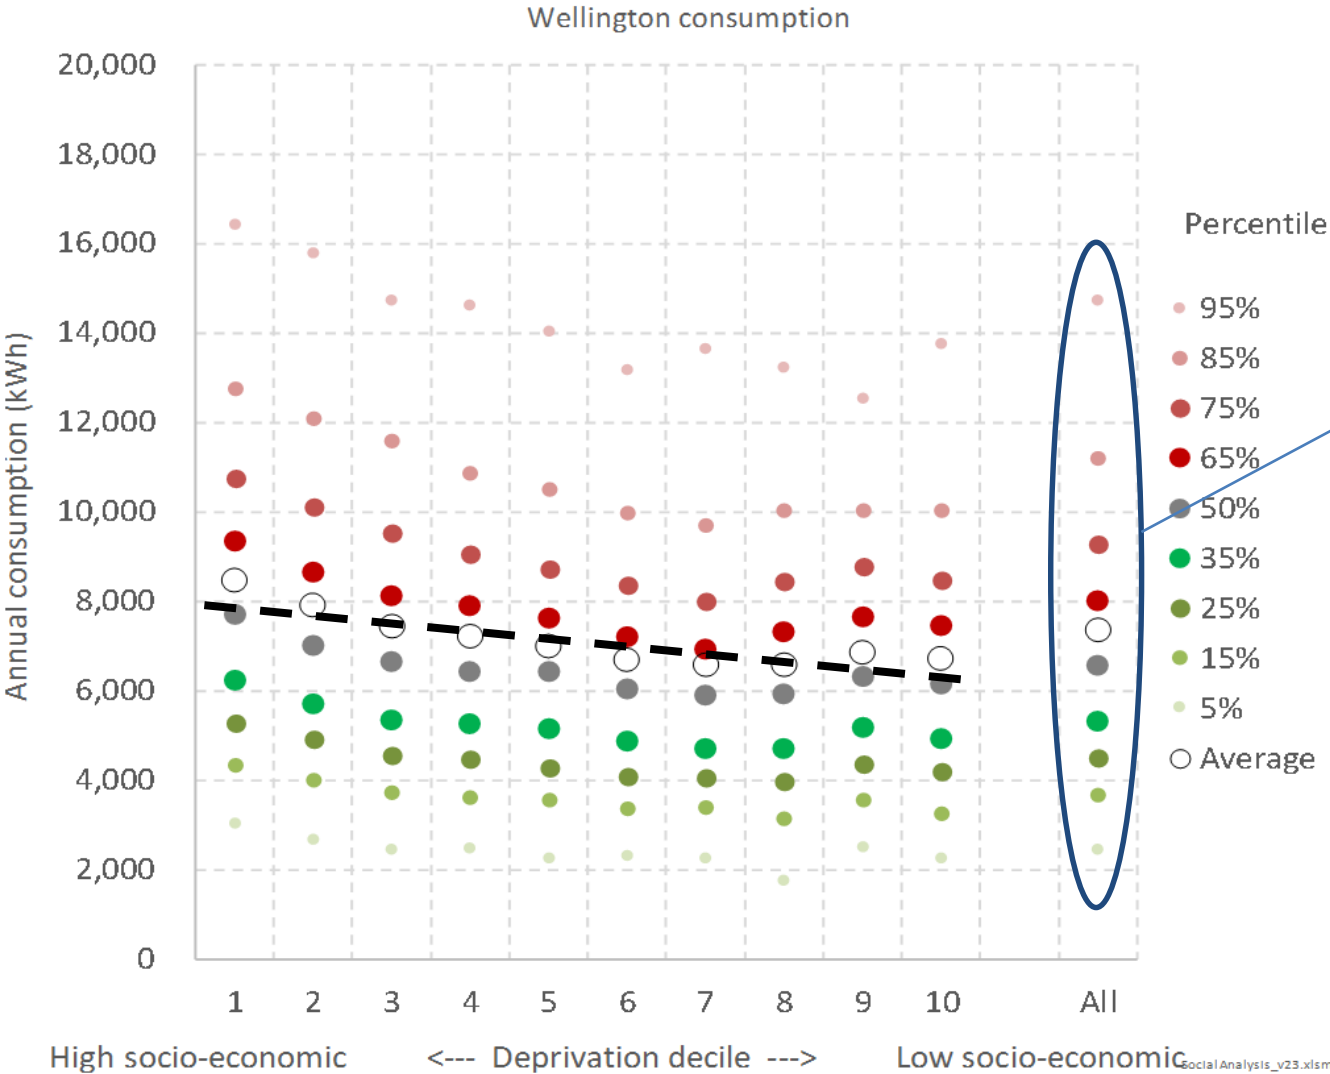 Wellington consumption
20,000
18,000
16,000
14,000
12,000
10,000
8,000
6,000
4,000
2,000
0
Annual consumption (kWh)
1 2 3 4 5 6 7 8 9 10 All
High socio-economic <--- Deprivation decile ---> Low socio-economic
SocialAnalysis_v23.xlsm
Percentile
95%
85%
75%
65%
50%
35%
25%
15%
5%
Average